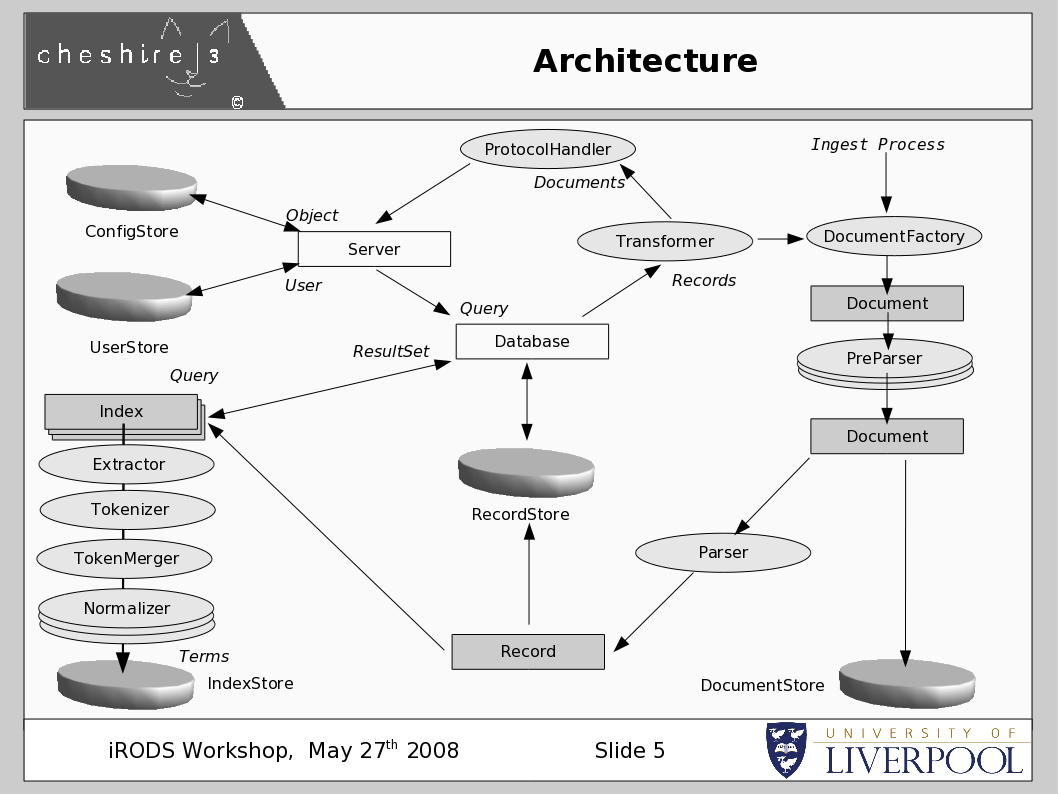 cheshire 3
©
Architecture
ProtocolHandler
Ingest Process
Documents
ConfigStore
Object
Server
Transformer
DocumentFactory
User
Records
UserStore
Query
Document
Database
ResultSet
PreParser
Query
Index
Document
Extractor
RecordStore
Tokenizer
TokenMerger
Parser
Normalizer
Record
Terms
IndexStore
DocumentStore
iRODS Workshop, May 27th 2008
Slide 5
UNIVERSITY OF
LIVERPOOL